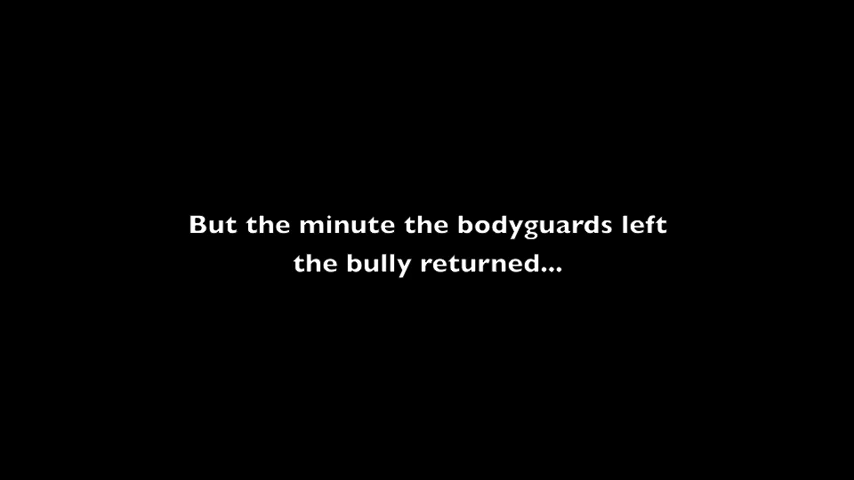 But the minute the bodyguards left
the bully returned...